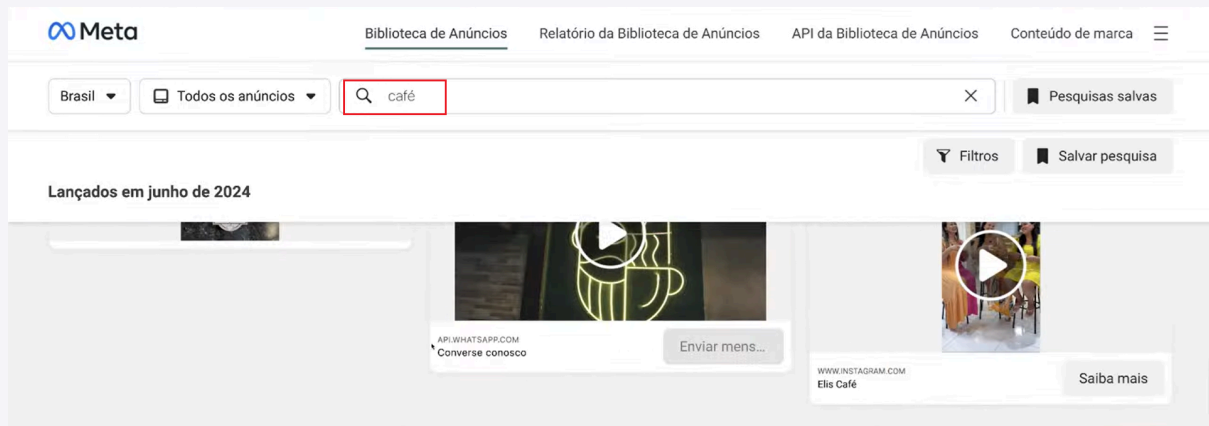 Meta
Biblioteca de Anúncios
Relatório da Biblioteca de Anúncios
API da Biblioteca de Anúncios
Conteúdo de marca
Brasil
Todos os anúncios
café
Pesquisas salvas
Filtros
Salvar pesquisa
Lançados em junho de 2024
API.WHATSAPP.COM
Converse conosco
Enviar mens...
WWW.INSTAGRAM.COM
Elis Café
Saiba mais